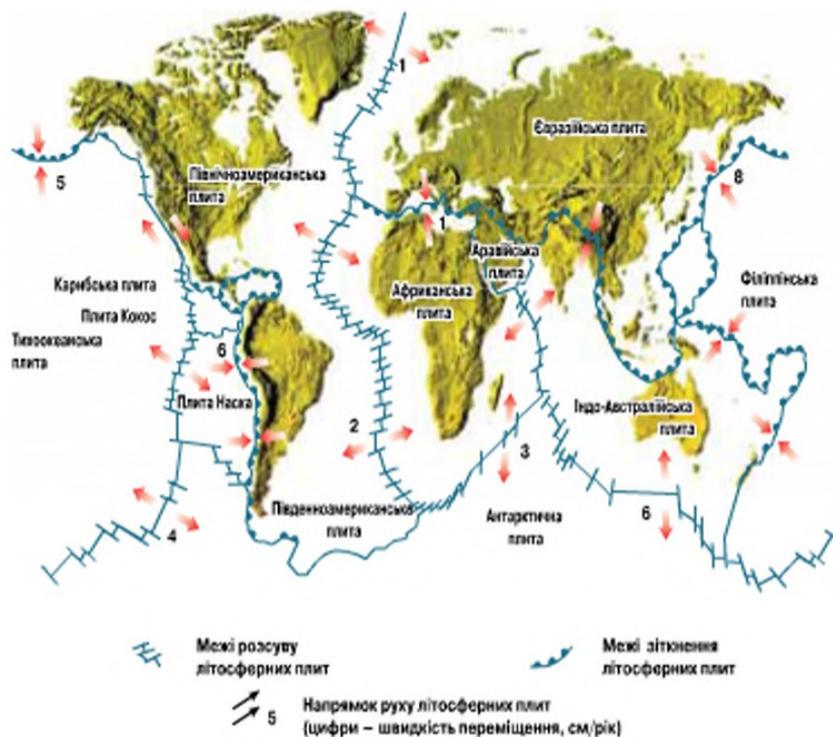 1
Євразійська плита
8
5
Північноамериканська
плита
1
Аравійська
плита
Карибська плита
Африканська
плита
Філіппінська
плита
Плита Кокос
Тихоокеанська
плита
6
Плита Наска
Індо-Австралійська
плита
2
3
Південноамериканська
плита
Антарктична
плита
6
4
Межі розсуву
літосферних плит
Межі зіткнення
літосферних плит
5
Напрямок руху літосферних плит
(цифри – швидкість переміщення, см/рік)